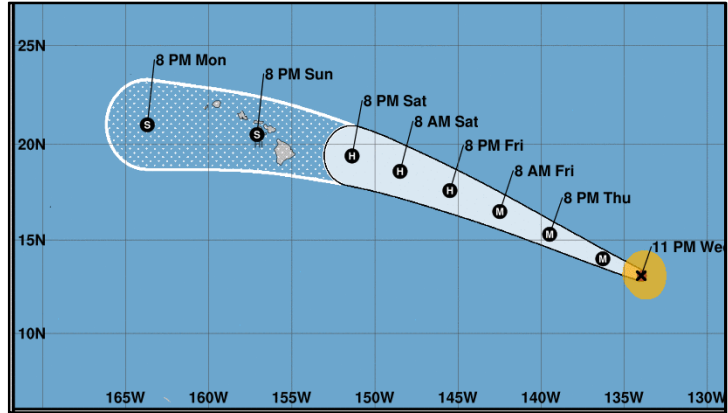 25N
8 PM Mon
8 PM Sun
8 PM Sat
20N
8 AM Sat
8 PM Fri
8 AM Fri
8 PM Thu
15N
11 PM Wed
S
S
H
H
H
M
M
M
10N
165W 160W 155W 150W 145W 140W 135W 130W